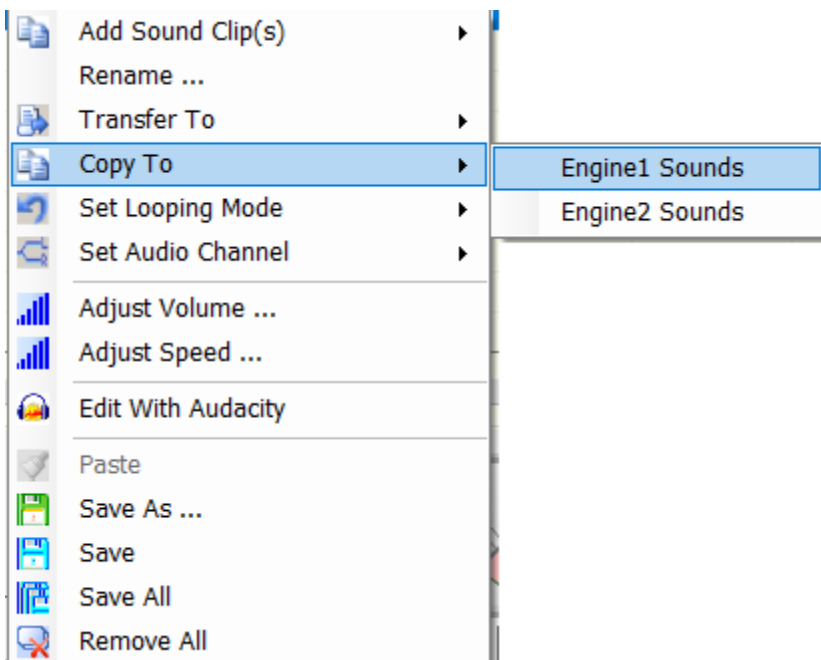 Add Sound Clip(s)
Rename ...
Transfer To
Copy To
Engine1 Sounds
Engine2 Sounds
Set Looping Mode
Set Audio Channel
Adjust Volume ...
Adjust Speed ...
Edit With Audacity
Paste
Save As ...
Save
Save All
Remove All